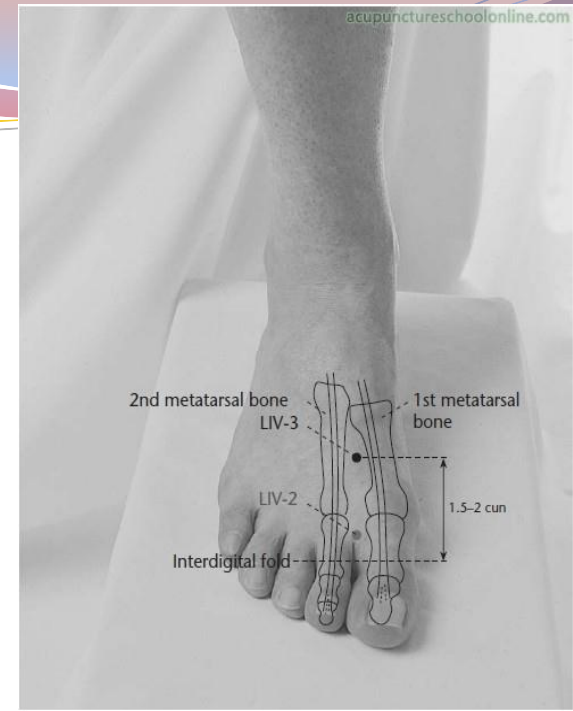 acupunctureschoolonline.com
2nd metatarsal bone
1st metatarsal
bone
LIV-3
LIV-2
1.5–2 cun
Interdigital fold